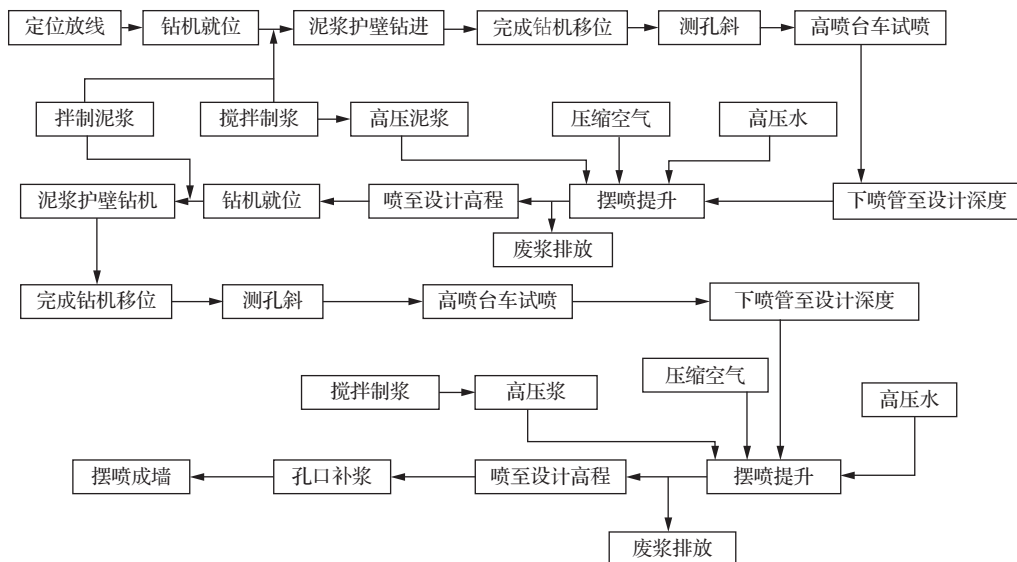 定位放线
钻机就位
泥浆护壁钻进
完成钻机移位
测孔斜
高喷台车试喷
拌制泥浆
搅拌制浆
高压泥浆
压缩空气
高压水
泥浆护壁钻机
钻机就位
喷至设计高程
摆喷提升
下喷管至设计深度
废浆排放
完成钻机移位
测孔斜
高喷台车试喷
下喷管至设计深度
搅拌制浆
高压浆
压缩空气
高压水
摆喷成墙
孔口补浆
喷至设计高程
摆喷提升
废浆排放